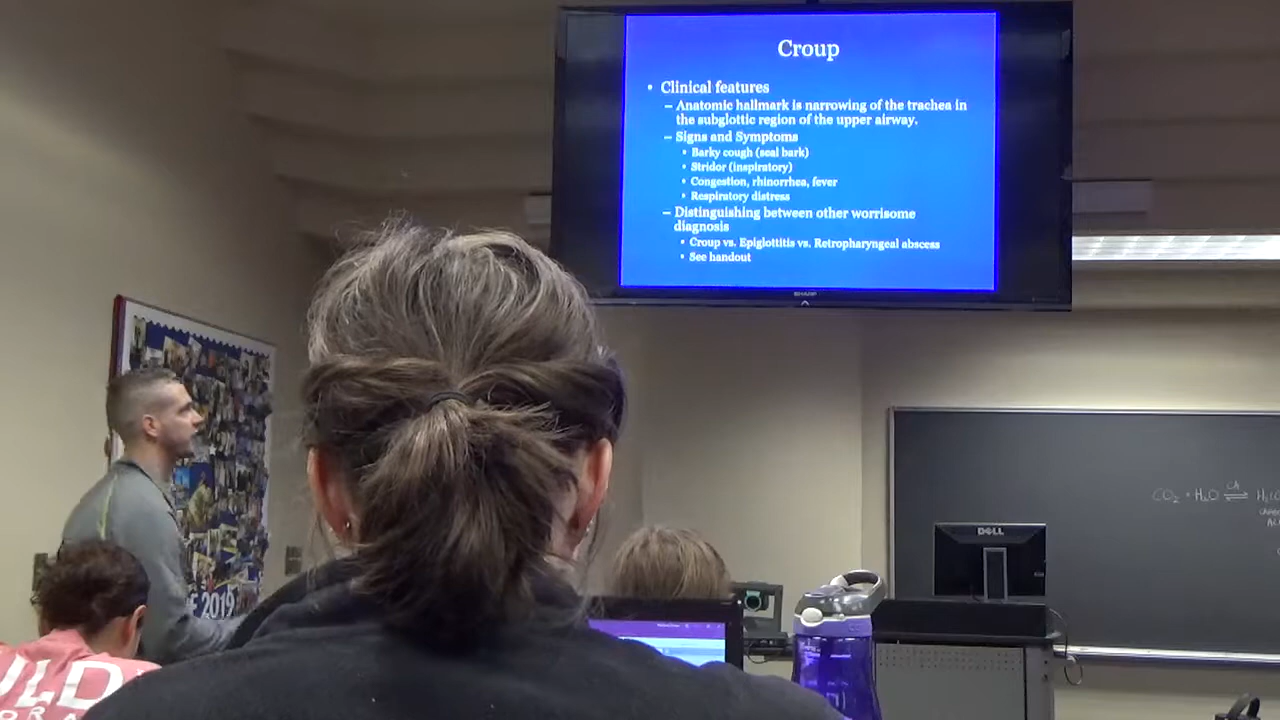 Croup
• Clinical features
– Anatomic hallmark is narrowing of the trachea in
the subglottic region of the upper airway.
– Signs and Symptoms
• Barky cough (seal bark)
• Stridor (inspiratory)
• Congestion, rhinorrhea, fever
• Respiratory distress
– Distinguishing between other worrisome
diagnosis
• Croup vs. Epiglottitis vs. Retropharyngeal abscess
• See handout
SHARP
CO₂ + H₂O ⇌
DELL
E 2019
ILD